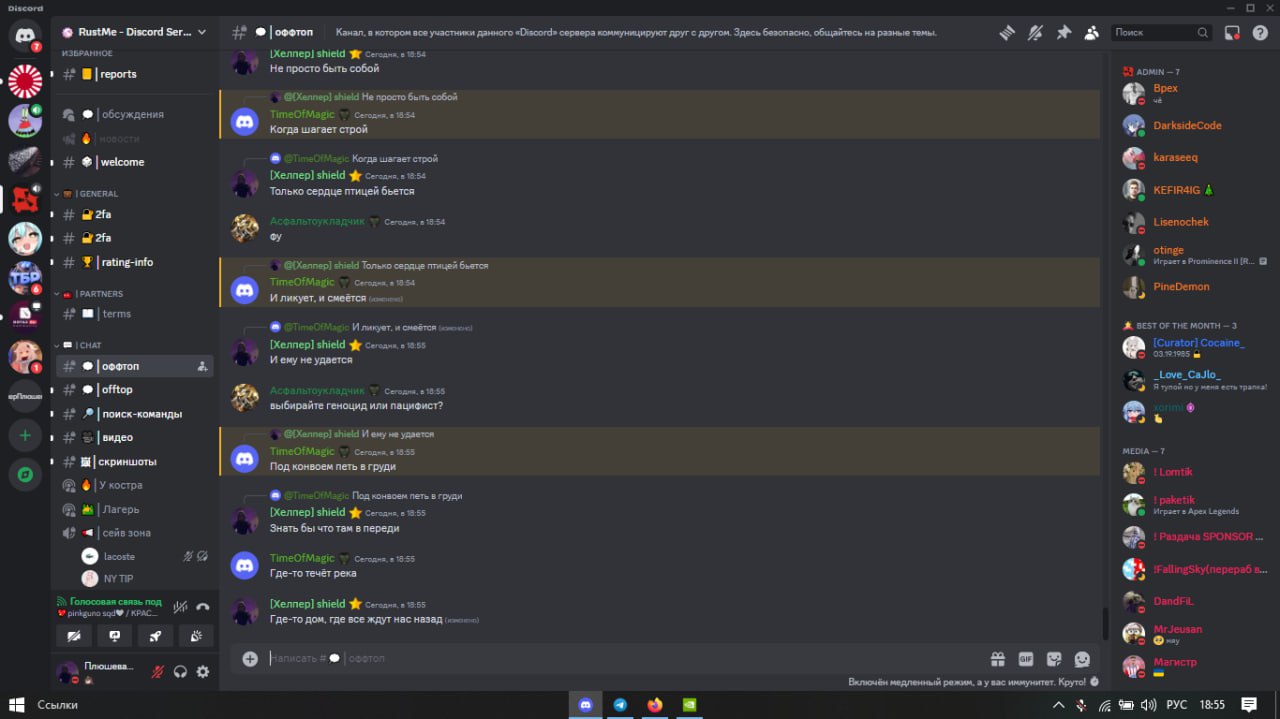 Discord
RustMe - Discord Ser...
ИЗБРАННОЕ
reports
обсуждения
новости
welcome
| GENERAL
2fa
2fa
rating-info
| PARTNERS
terms
| CHAT
оффтоп
offtop
поиск-команды
видео
скриншоты
У костра
Лагерь
сейв зона
lacoste
NY TIP
Голосовая связь под
pinkguno sqd / КРАС...
Плюшева...
оффтоп
Канал, в котором все участники данного «Discord» сервера коммуницируют друг с другом. Здесь безопасно, общайтесь на разные темы.
Поиск
[Хелпер] shield Сегодня, в 18:54
Не просто быть собой
@[Хелпер] shield Не просто быть собой
TimeOfMagic Сегодня, в 18:54
Когда шагает строй
@TimeOfMagic Когда шагает строй
[Хелпер] shield Сегодня, в 18:54
Только сердце птицей бьется
Асфальтоукладчик Сегодня, в 18:54
фу
@[Хелпер] shield Только сердце птицей бьется
TimeOfMagic Сегодня, в 18:54
И ликует, и смеётся (изменено)
@TimeOfMagic И ликует, и смеётся (изменено)
[Хелпер] shield Сегодня, в 18:55
И ему не удается
Асфальтоукладчик Сегодня, в 18:55
выбирайте геноцид или пацифист?
@[Хелпер] shield И ему не удается
TimeOfMagic Сегодня, в 18:55
Под конвоем петь в груди
@TimeOfMagic Под конвоем петь в груди
[Хелпер] shield Сегодня, в 18:55
Знать бы что там в переди
TimeOfMagic Сегодня, в 18:55
Где-то течёт река
[Хелпер] shield Сегодня, в 18:55
Где-то дом, где все ждут нас назад (изменено)
Написать # | оффтоп
GIF
Включён медленный режим, а у вас иммунитет. Круто!
ADMIN — 7
Врех
чё
DarksideCode
karaseeq
KEFIR4IG
Lisenochek
otinge
Играет в Prominence II [R...
PineDemon
BEST OF THE MONTH — 3
[Curator] Cocaine_
03.19.1985
_Love_CaJlo_
Я тупой но у меня есть трапка!
xorimi
MEDIA — 7
! Lomtik
! paketik
Играет в Apex Legends
! Раздача SPONSOR ...
!FallingSky(перераб в...
DandFiL
MrJeusan
мяу
Магистр
Ссылки
РУС
18:55